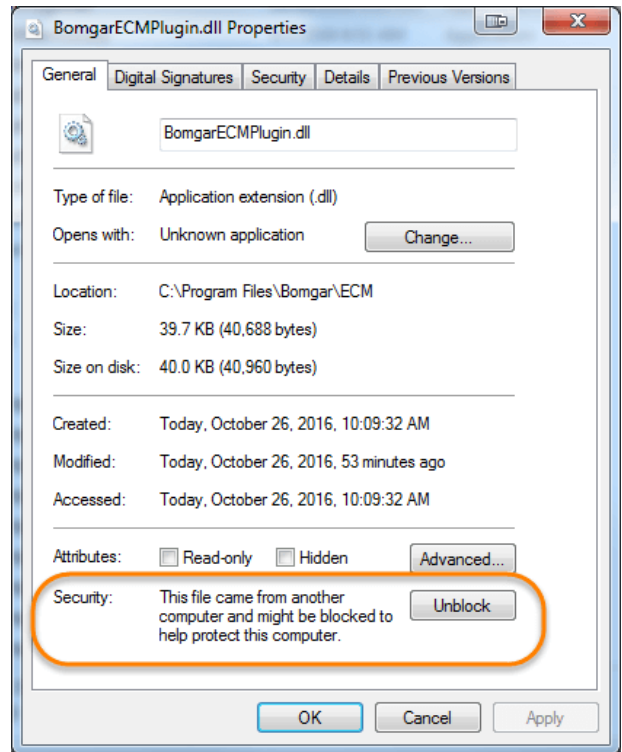 BomgarECMPlugin.dll Properties
General Digital Signatures Security Details Previous Versions
BomgarECMPlugin.dll
Type of file: Application extension (.dll)
Opens with: Unknown application Change...
Location: C:\Program Files\Bomgar\ECM
Size: 39.7 KB (40,688 bytes)
Size on disk: 40.0 KB (40,960 bytes)
Created: Today, October 26, 2016, 10:09:32 AM
Modified: Today, October 26, 2016, 53 minutes ago
Accessed: Today, October 26, 2016, 10:09:32 AM
Attributes: Read-only Hidden Advanced...
Security: This file came from another
computer and might be blocked to
help protect this computer.
Unblock
OK Cancel Apply